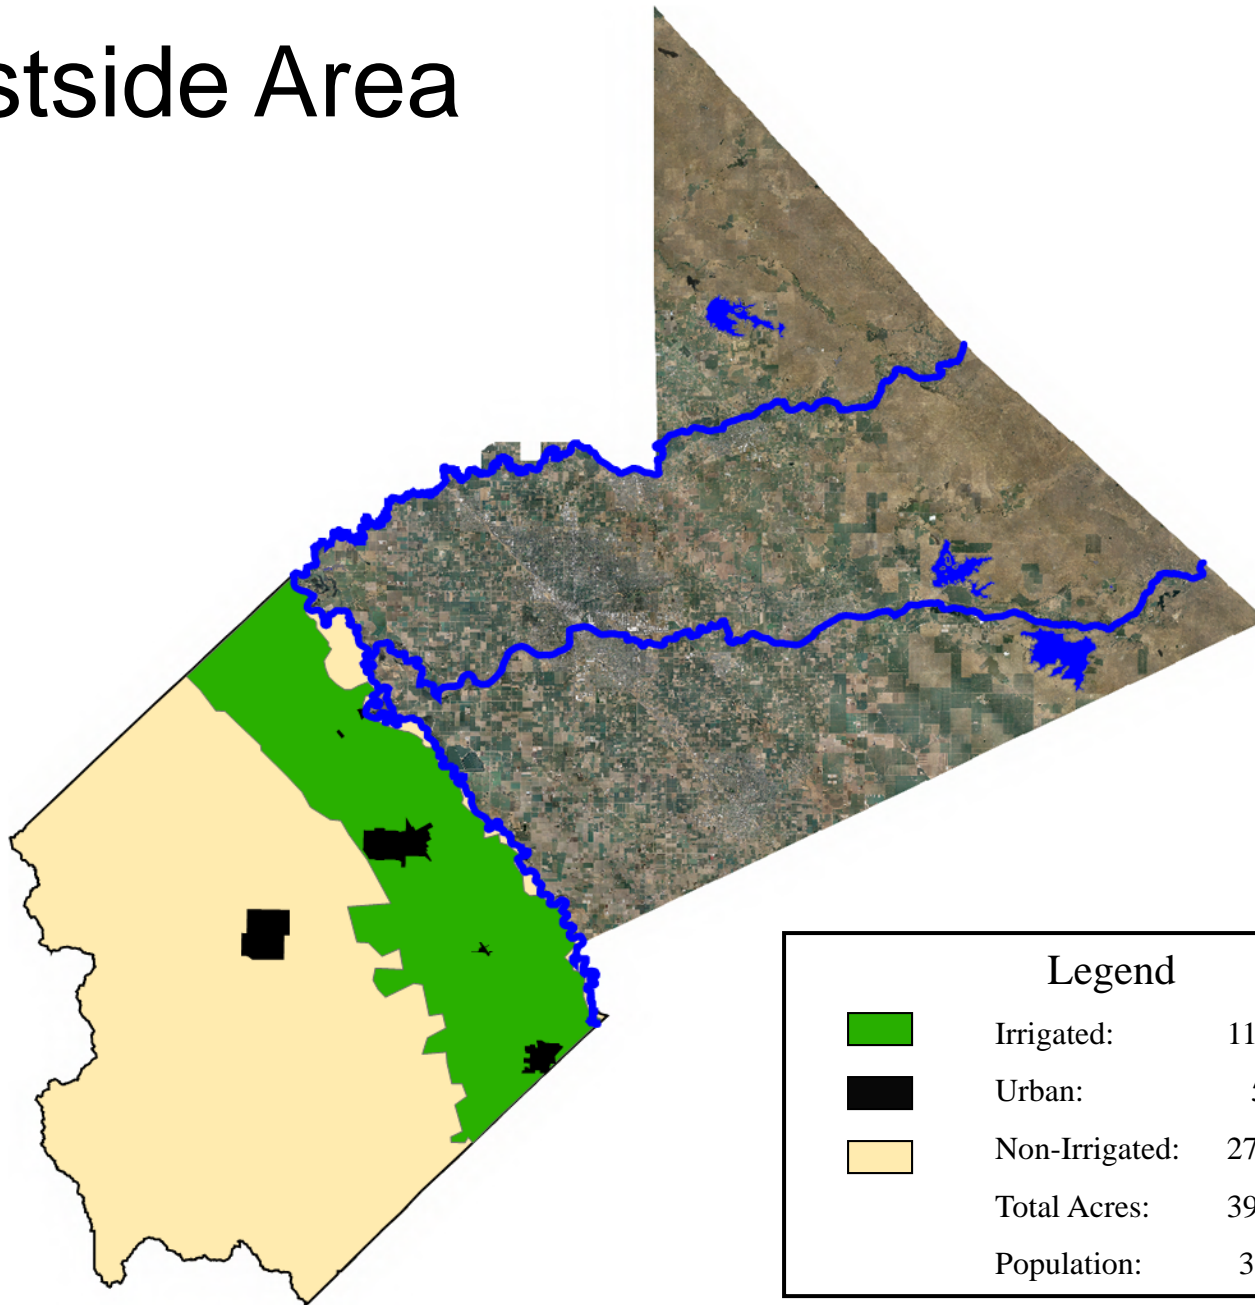 stside Area
Legend
Irrigated: 11
Urban:
Non-Irrigated: 27
Total Acres: 39
Population: 3